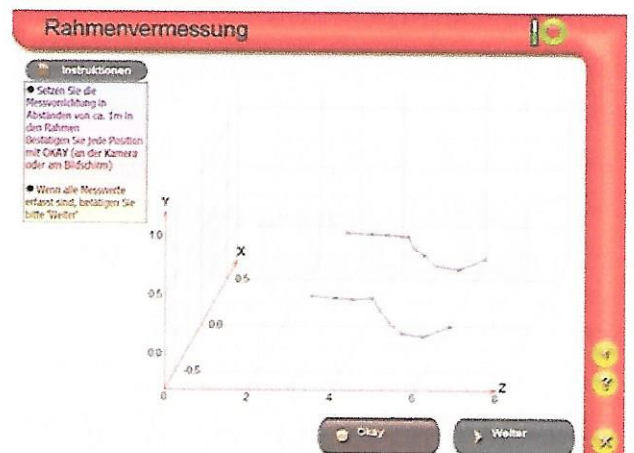 Rahmenvermessung
Instruktionen
● Setzen Sie die
Messvorrichtung in
Abständen von ca. 1m in
den Rahmen
Bestätigen Sie jede Position
mit OKAY (an der Kamera
oder am Bildschirm)
● Wenn alle Messwerte
erfasst sind, betätigen Sie
bitte "Weiter"
Y
1.0
X
0.5
0.5
0.0
0.0
-0.5
Z
2
4
6
8
Okay
Weiter
?